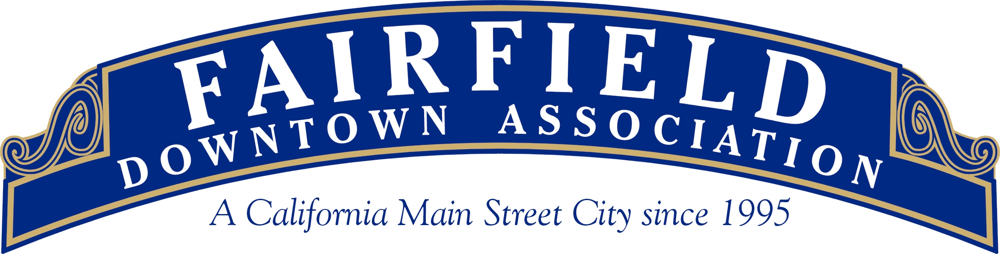 FAIRFIELD
DOWNTOWN ASSOCIATION
A California Main Street City since 1995